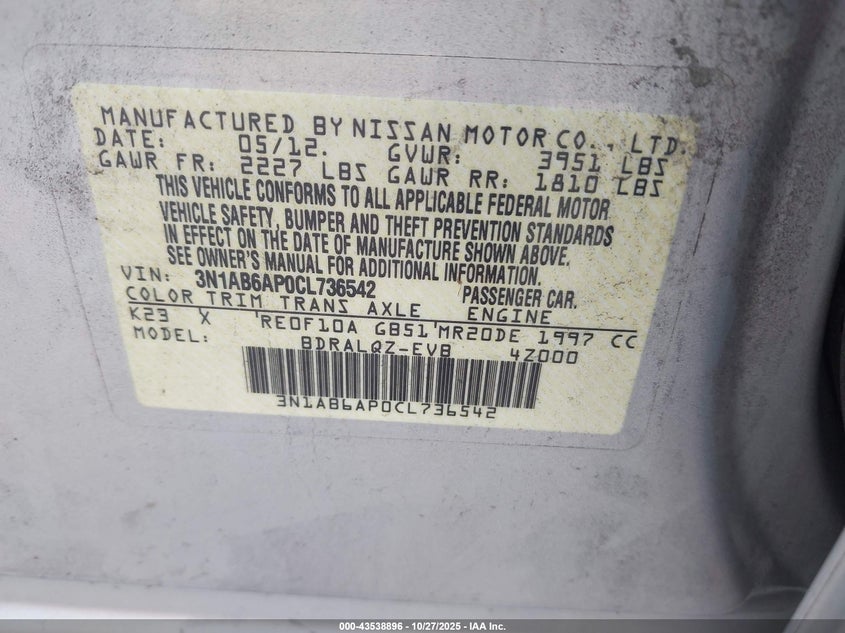 MANUFACTURED BY NISSAN MOTOR CO., LTD.
DATE: 05/12. GVWR: 3951 LBS
GAWR FR: 2227 LBS GAWR RR: 1810 LBS
THIS VEHICLE CONFORMS TO ALL APPLICABLE FEDERAL MOTOR
VEHICLE SAFETY, BUMPER AND THEFT PREVENTION STANDARDS
IN EFFECT ON THE DATE OF MANUFACTURE SHOWN ABOVE.
SEE OWNER'S MANUAL FOR ADDITIONAL INFORMATION.
VIN: 3N1AB6AP0CL736542 PASSENGER CAR.
COLOR TRIM TRANS AXLE ENGINE
K23 X RE0F10A GB51 MR20DE 1997 CC
MODEL: BDRALQZ-EVB 4Z000
3N1AB6AP0CL736542
000-43538896 - 10/27/2025 - IAA Inc.